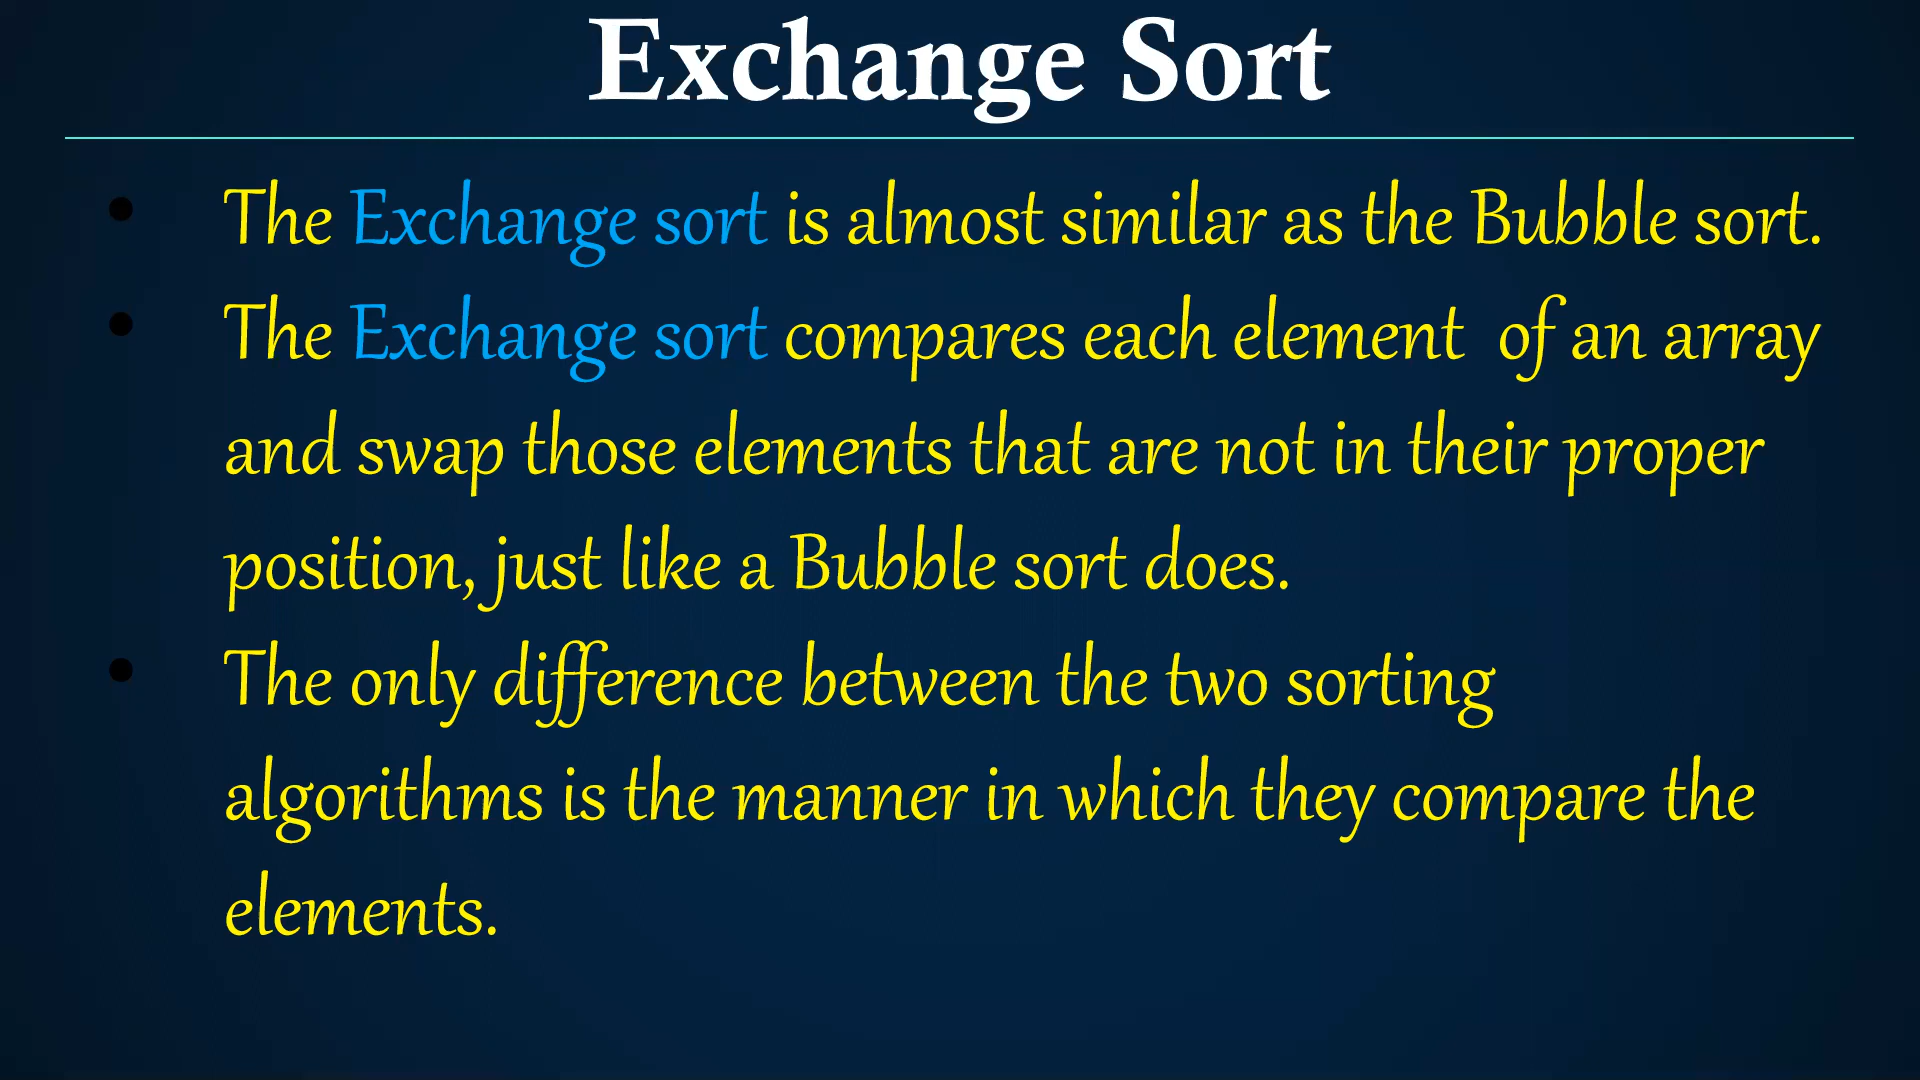 Exchange Sort
• The Exchange sort is almost similar as the Bubble sort.
• The Exchange sort compares each element  of an array
and swap those elements that are not in their proper
position, just like a Bubble sort does.
• The only difference between the two sorting
algorithms is the manner in which they compare the
elements.